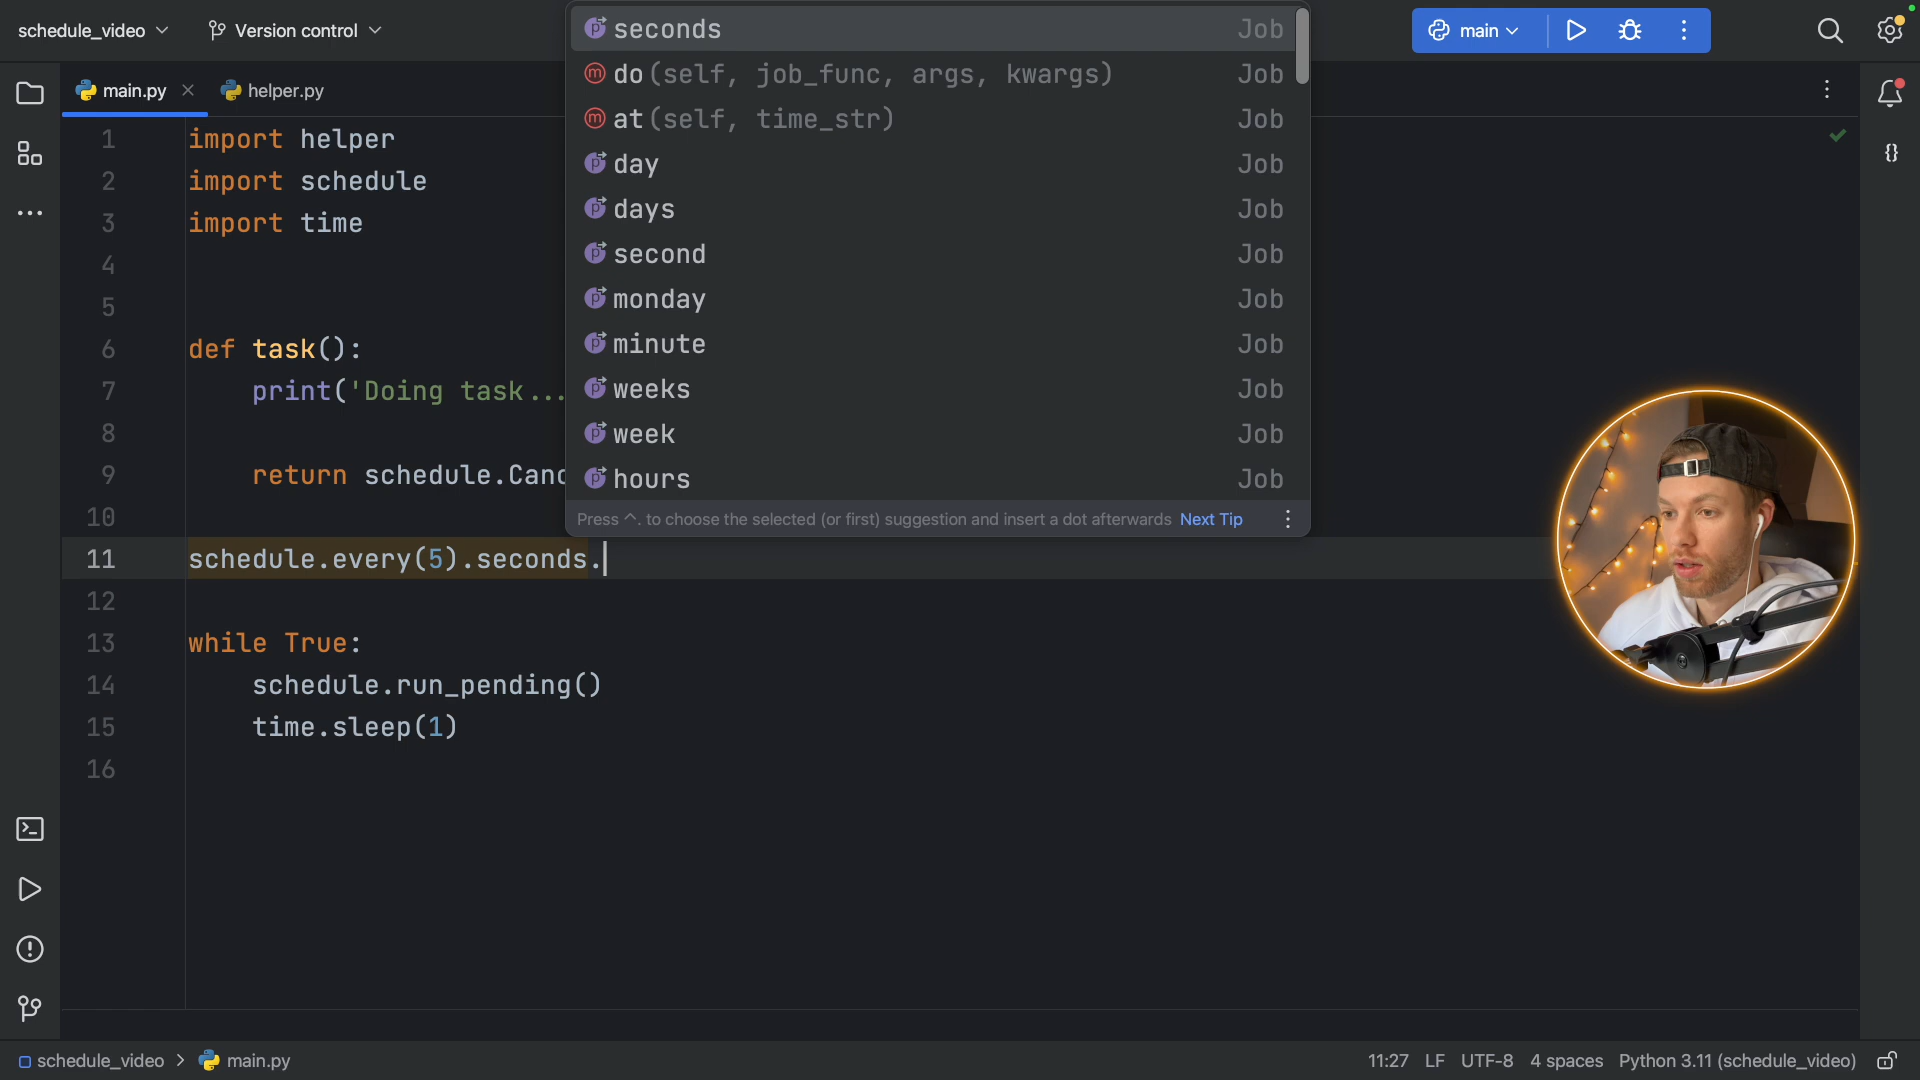 schedule_video
Version control
main
main.py
helper.py
seconds Job
do(self, job_func, args, kwargs) Job
at(self, time_str) Job
day Job
days Job
second Job
monday Job
minute Job
weeks Job
week Job
hours Job
Press ^. to choose the selected (or first) suggestion and insert a dot afterwards Next Tip
1 import helper
2 import schedule
3 import time
4
5
6 def task():
7 print('Doing task...
8
9 return schedule.Canc
10
11 schedule.every(5).seconds.
12
13 while True:
14 schedule.run_pending()
15 time.sleep(1)
16
schedule_video > main.py
11:27 LF UTF-8 4 spaces Python 3.11 (schedule_video)